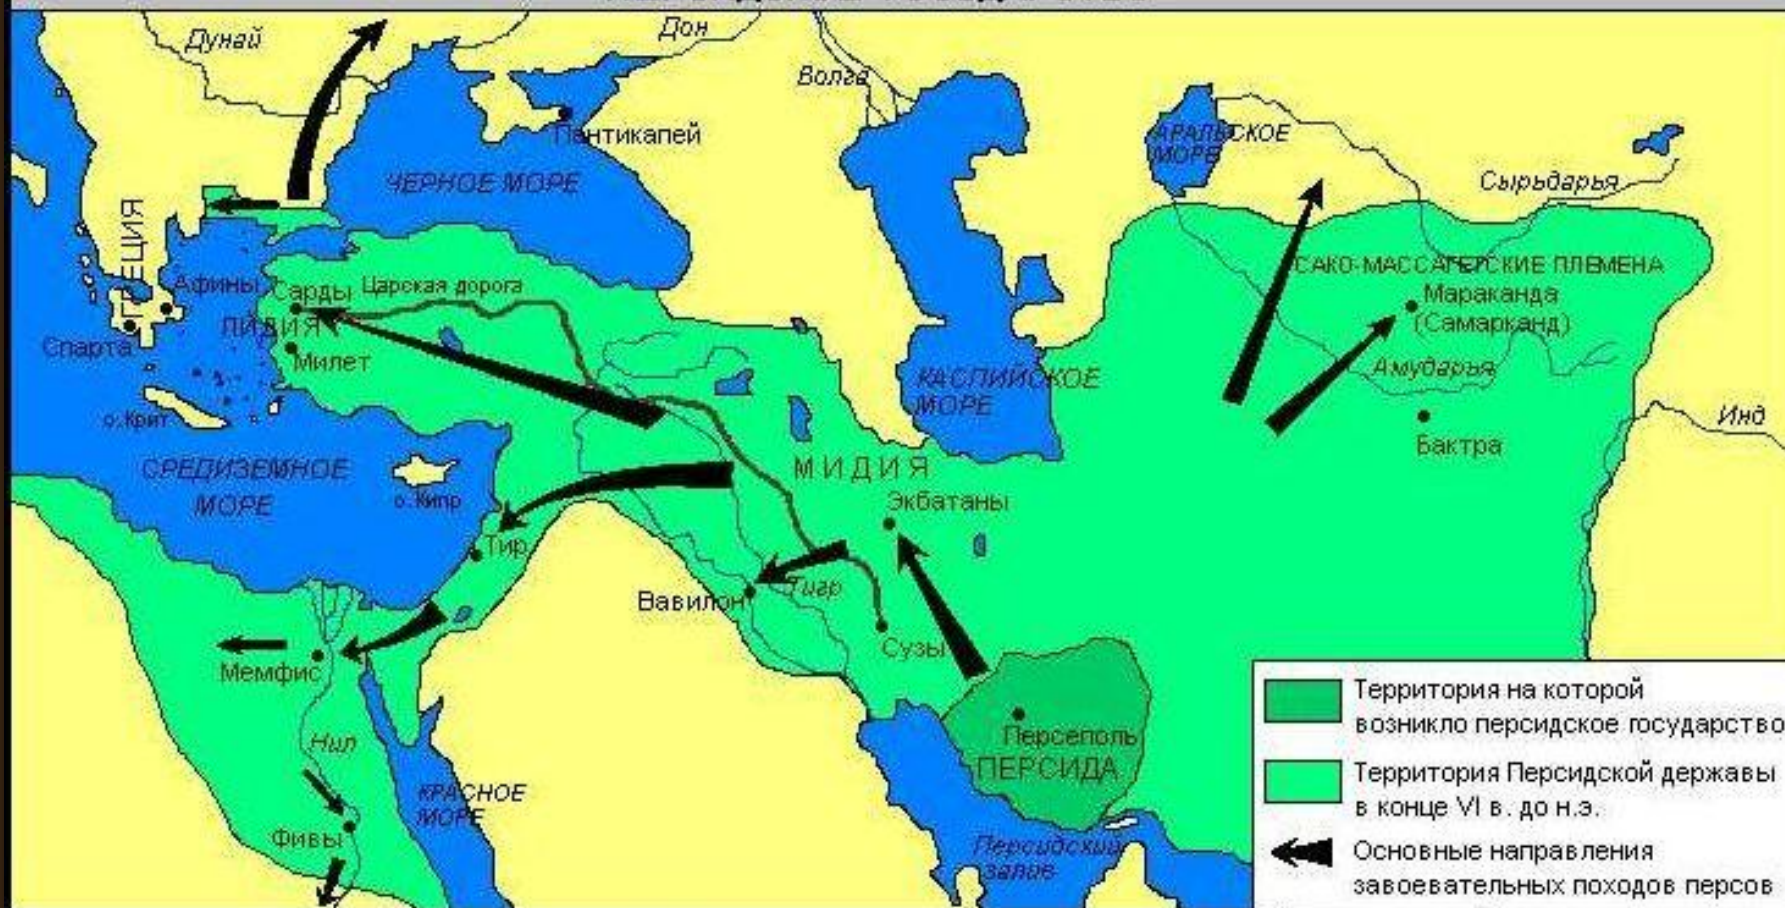 Дунай
Дон
Волга
Пантикапей
АРАЛЬСКОЕ
МОРЕ
ЧЕРНОЕ МОРЕ
Сырьдарья
ГРЕЦИЯ
САКО-МАССАГЕТСКИЕ ПЛЕМЕНА
Афины
Сарды
Царская дорога
Мараканда
(Самарканд)
ЛИДИЯ
Спарта
Милет
Амударья
КАСПИЙСКОЕ
МОРЕ
о.Крит
Инд
Бактра
СРЕДИЗЕМНОЕ
МОРЕ
о.Кипр
МИДИЯ
Экбатаны
Тир
Вавилон
Тигр
Сузы
Мемфис
Нил
Персеполь
ПЕРСИДА
КРАСНОЕ
МОРЕ
Фивы
Персидский
залив
Территория на которой
возникло персидское государство
Территория Персидской державы
в конце VI в. до н.э.
Основные направления
завоевательных походов персов